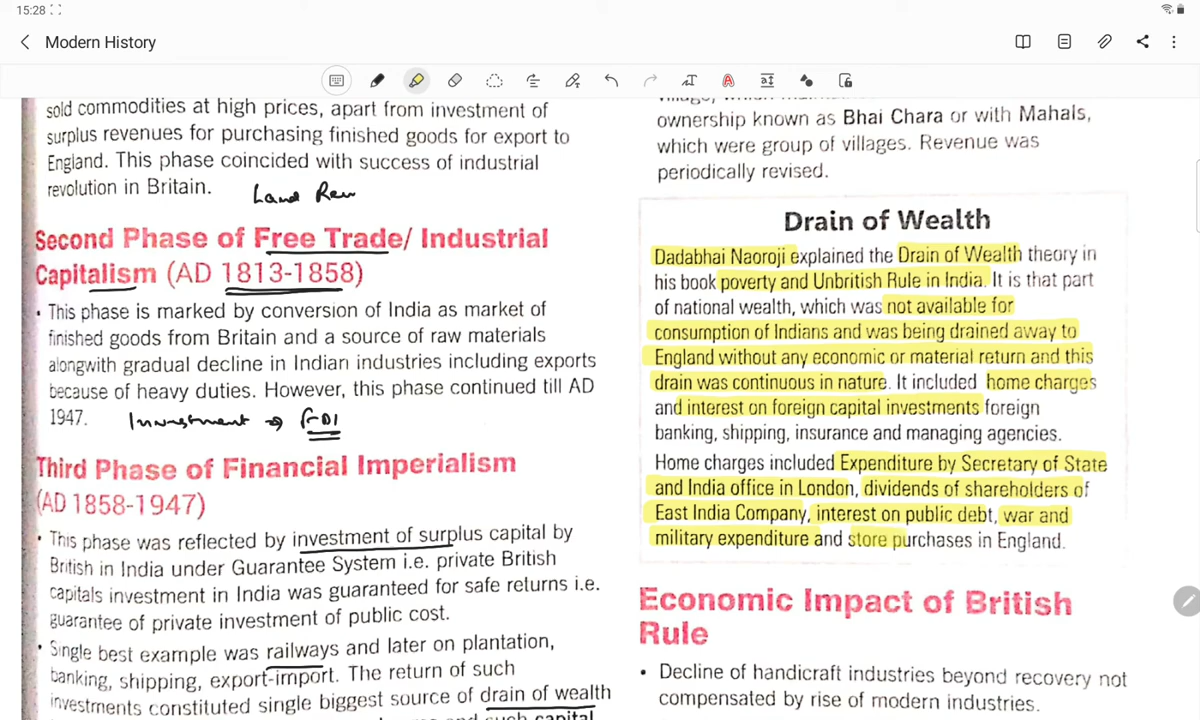 15:28
Modern History
sold commodities at high prices, apart from investment of
surplus revenues for purchasing finished goods for export to
England. This phase coincided with success of industrial
revolution in Britain.
Land Rev
Second Phase of Free Trade/ Industrial
Capitalism (AD 1813-1858)
• This phase is marked by conversion of India as market of
finished goods from Britain and a source of raw materials
alongwith gradual decline in Indian industries including exports
because of heavy duties. However, this phase continued till AD
1947.
Investment → FDI
Third Phase of Financial Imperialism
(AD 1858-1947)
• This phase was reflected by investment of surplus capital by
British in India under Guarantee System i.e. private British
capitals investment in India was guaranteed for safe returns i.e.
guarantee of private investment of public cost.
• Single best example was railways and later on plantation,
banking, shipping, export-import. The return of such
investments constituted single biggest source of drain of wealth
and such capital
ownership known as Bhai Chara or with Mahals,
which were group of villages. Revenue was
periodically revised.
Drain of Wealth
Dadabhai Naoroji explained the Drain of Wealth theory in
his book poverty and Unbritish Rule in India. It is that part
of national wealth, which was not available for
consumption of Indians and was being drained away to
England without any economic or material return and this
drain was continuous in nature. It included home charges
and interest on foreign capital investments foreign
banking, shipping, insurance and managing agencies.
Home charges included Expenditure by Secretary of State
and India office in London, dividends of shareholders of
East India Company, interest on public debt, war and
military expenditure and store purchases in England.
Economic Impact of British
Rule
• Decline of handicraft industries beyond recovery not
compensated by rise of modern industries.